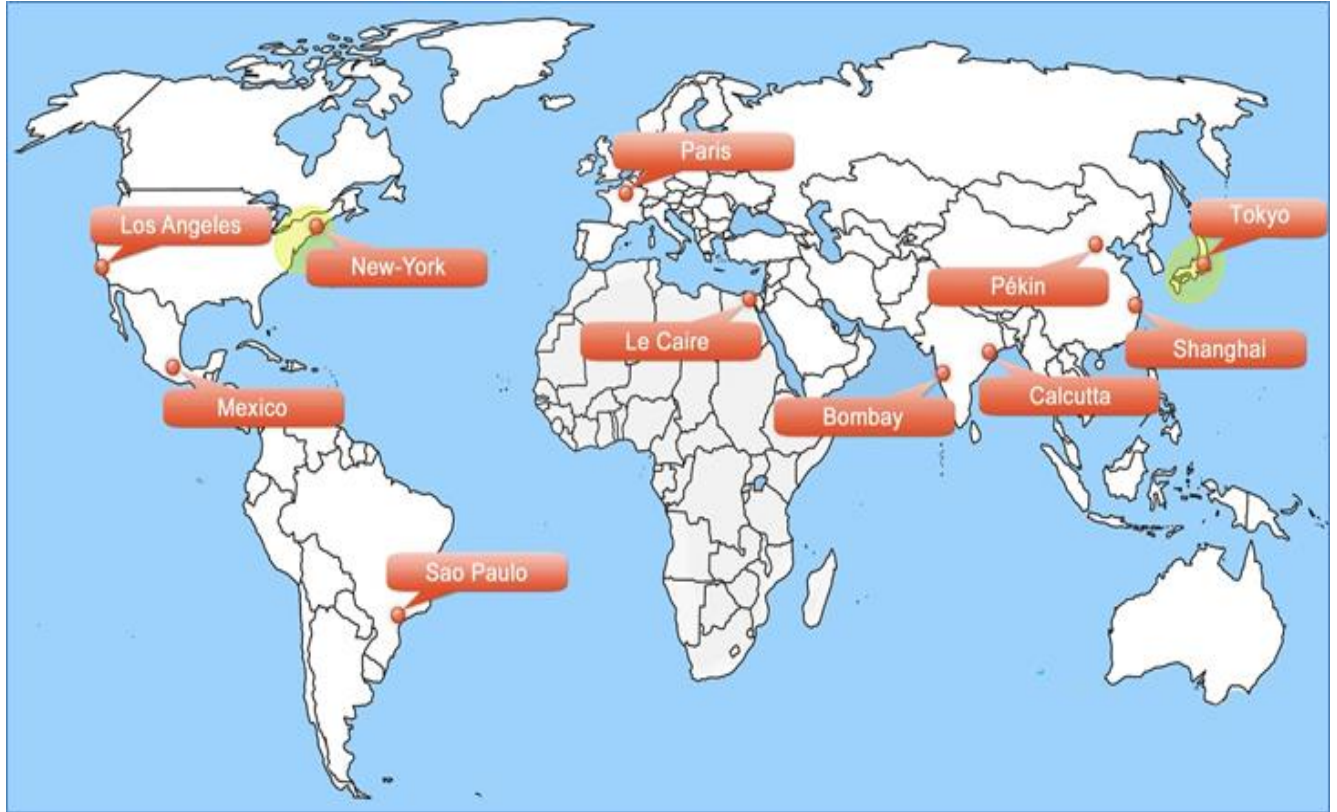 Paris
Los Angeles
Tokyo
New-York
Pékin
Le Caire
Shanghai
Calcutta
Mexico
Bombay
Sao Paulo